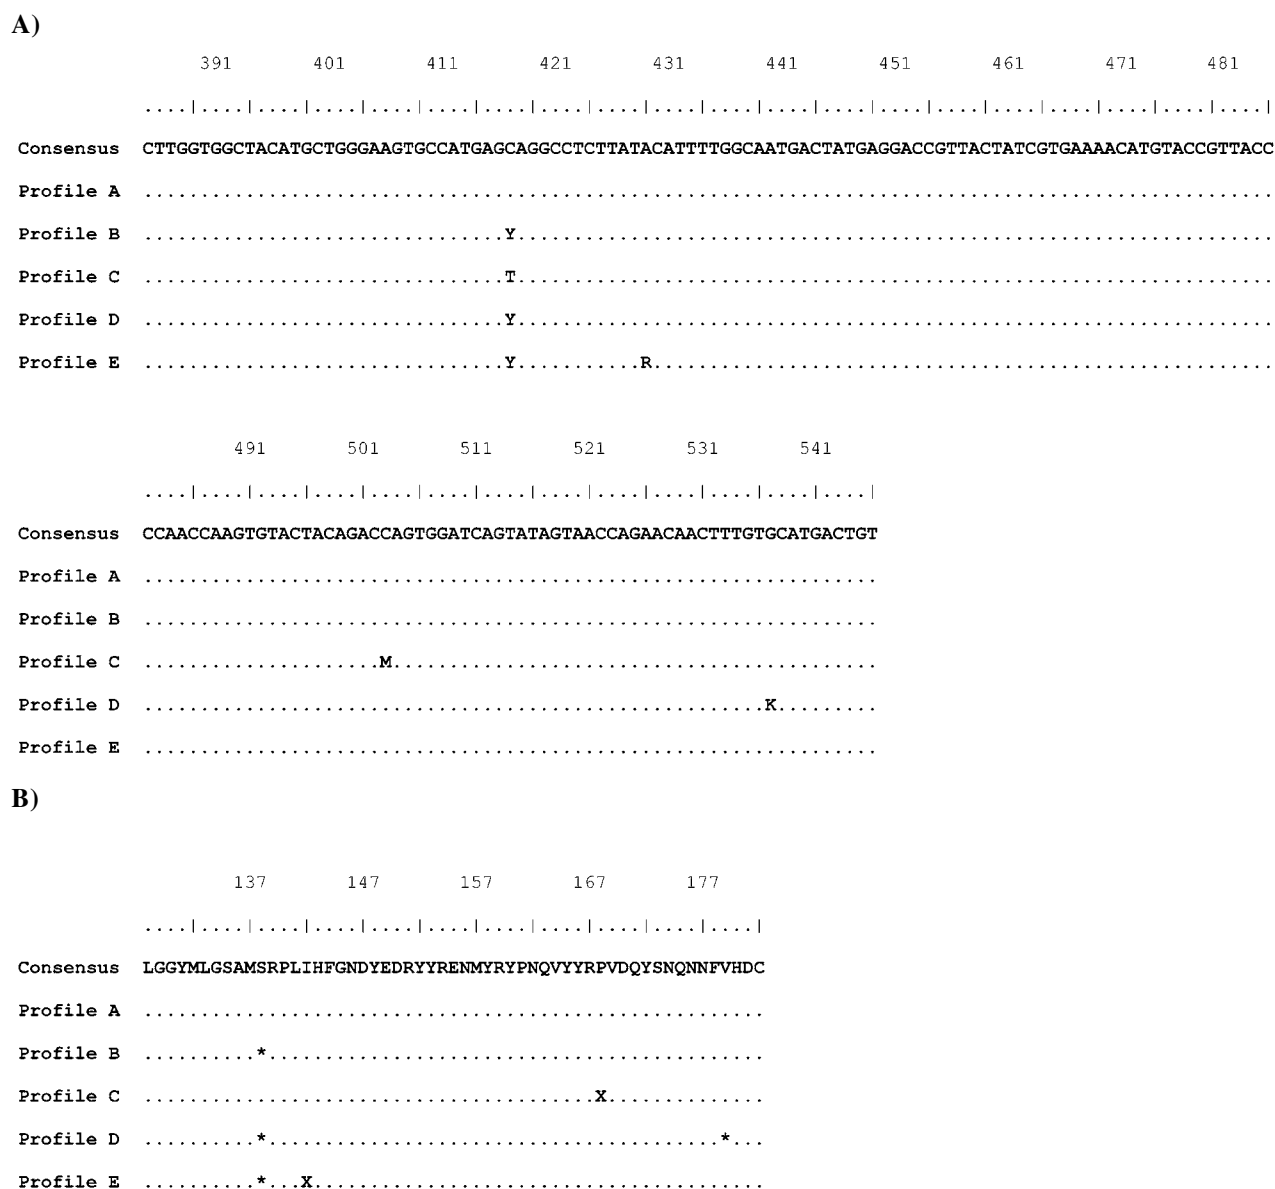 A)
391 401 411 421 431 441 451 461 471 481
....|....|....|....|....|....|....|....|....|....|....|....|....|....|....|....|....|....|....|....|
Consensus CTTGGTGGCTACATGCTGGGAAGTGCCATGAGCAGGCCTCTTATACATTTTGGCAATGACTATGAGGACCGTTACTATCGTGAAAACATGTACCGTTACC
Profile A ....................................................................................................
Profile B ................................Y...................................................................
Profile C ................................T...................................................................
Profile D ................................Y...................................................................
Profile E ................................Y...........R.......................................................
491 501 511 521 531 541
....|....|....|....|....|....|....|....|....|....|....|....|....|
Consensus CCAACCAAGTGTACTACAGACCAGTGGATCAGTATAGTAACCAGAACAACTTTGTGCATGACTGT
Profile A .................................................................
Profile B .................................................................
Profile C .....................M...........................................
Profile D .......................................................K.........
Profile E .................................................................
B)
137 147 157 167 177
....|....|....|....|....|....|....|....|....|....|....|
Consensus LGGYMLGSAMSRPLIHFGNDYEDRYYRENMYRYPNQVYYRPVDQYSNQNNFVHDC
Profile A .......................................................
Profile B ..........*............................................
Profile C ........................................X..............
Profile D ..........*........................................*...
Profile E ..........*...X........................................